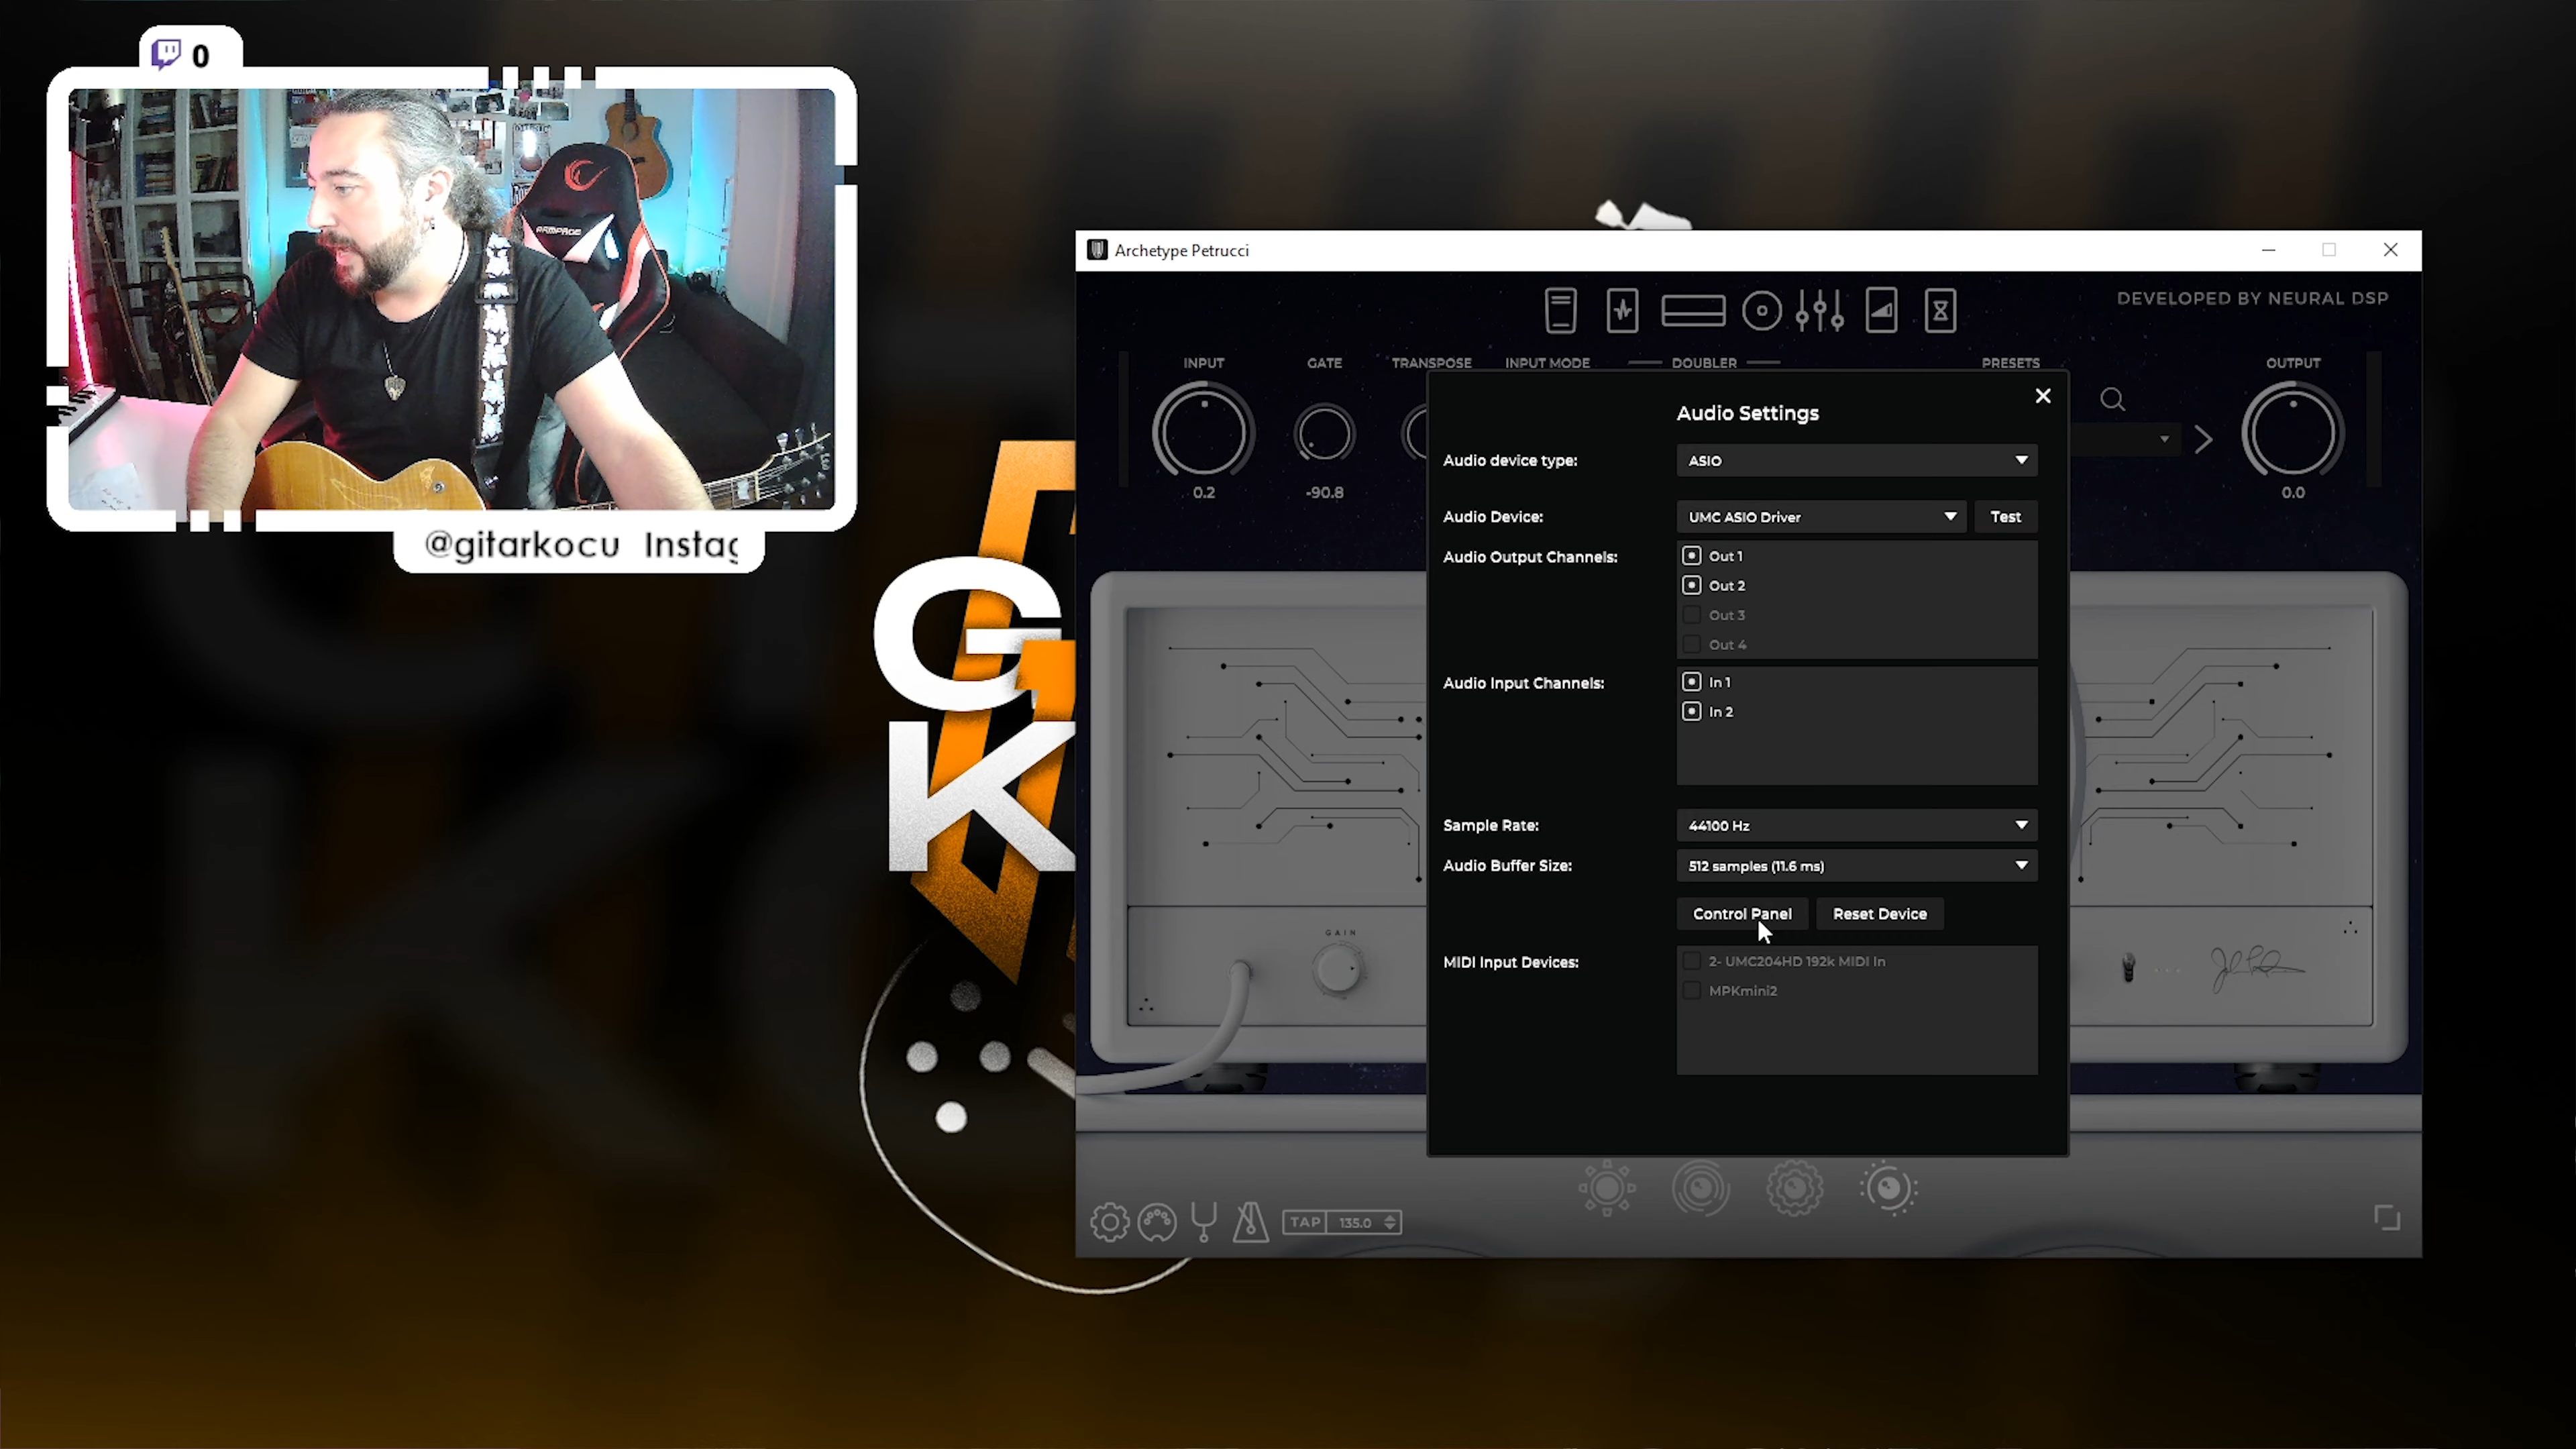 0
ARMPAGE
@gitarkocu Instag
G
K
Archetype Petrucci
DEVELOPED BY NEURAL DSP
INPUT GATE TRANSPOSE INPUT MODE DOUBLER PRESETS OUTPUT
0.2 -90.8 0.0
Audio Settings
Audio device type: ASIO
Audio Device: UMC ASIO Driver Test
Audio Output Channels: Out 1
Out 2
Out 3
Out 4
Audio Input Channels: In 1
In 2
Sample Rate: 44100 Hz
Audio Buffer Size: 512 samples (11.6 ms)
Control Panel Reset Device
MIDI Input Devices: 2- UMC204HD 192k MIDI In
MPKmini2
GAIN
TAP 135.0